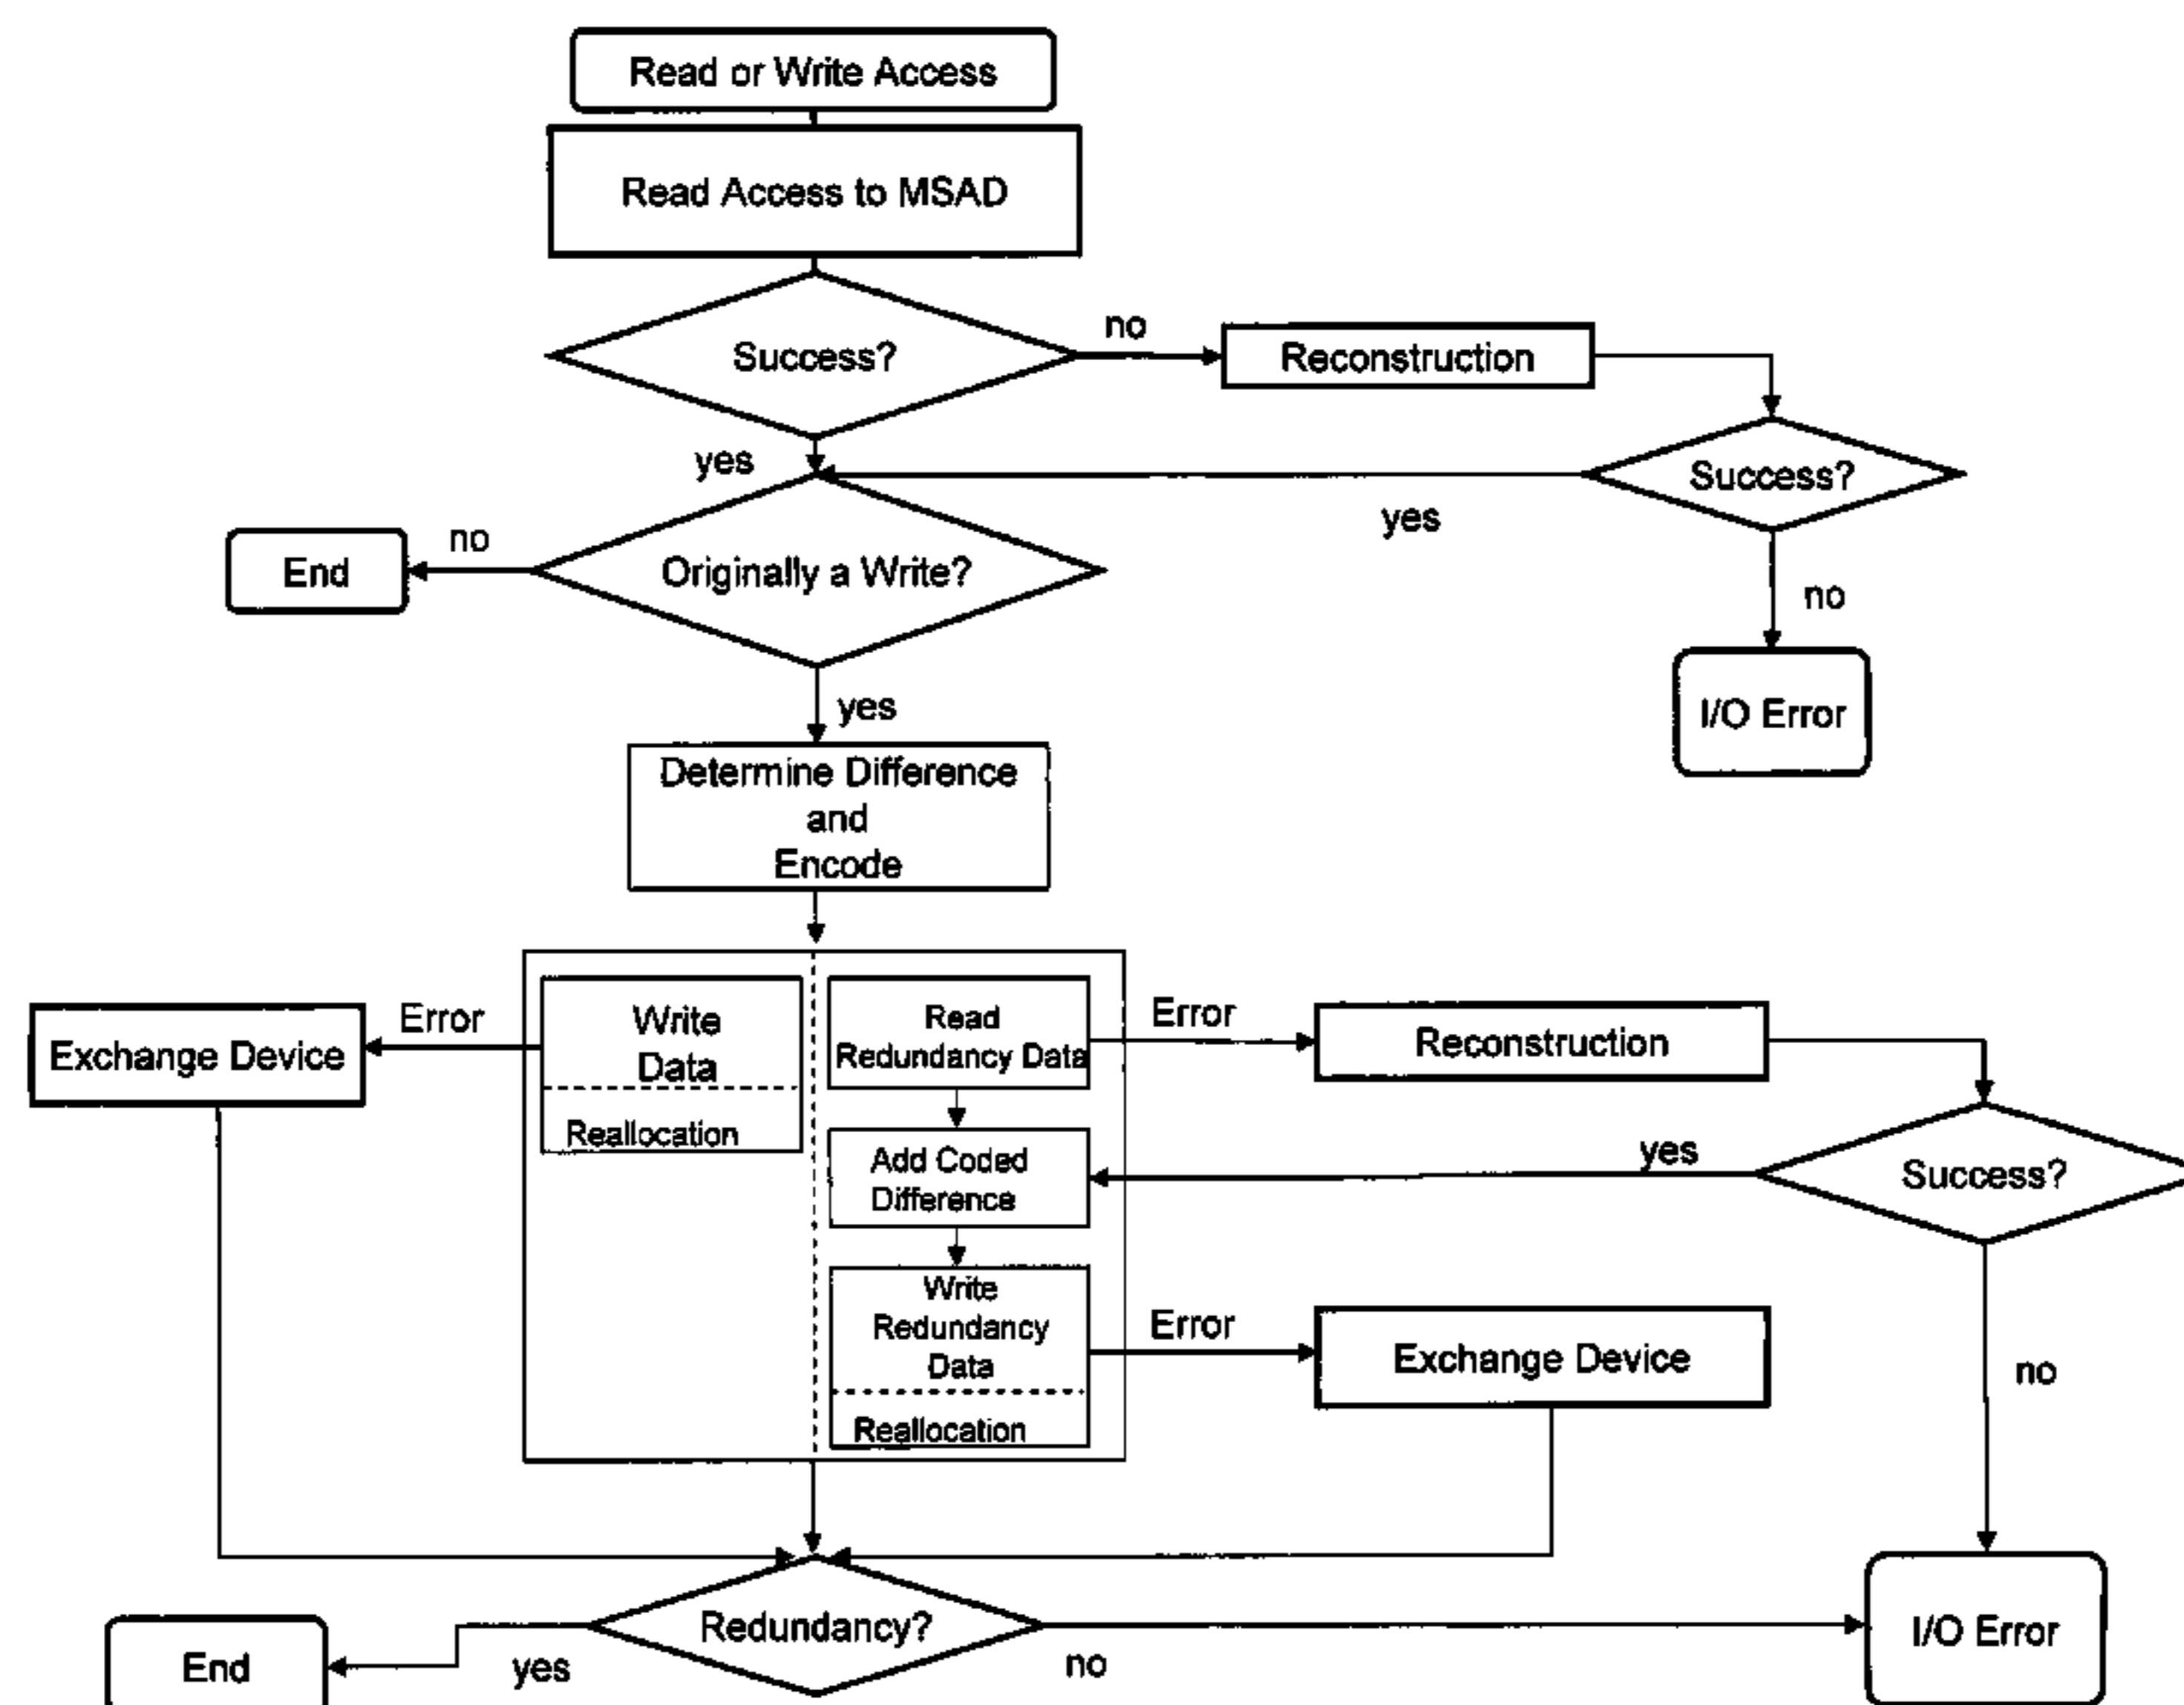 Read or Write Access
Read Access to MSAD
Success?
no
Reconstruction
yes
Success?
yes
no
End
Originally a Write?
no
I/O Error
yes
Determine Difference
and
Encode
Exchange Device
Error
Write
Data
Reallocation
Read
Redundancy Data
Error
Reconstruction
Add Coded
Difference
yes
Success?
Write
Redundancy
Data
Reallocation
Error
Exchange Device
no
Redundancy?
yes
no
End
I/O Error